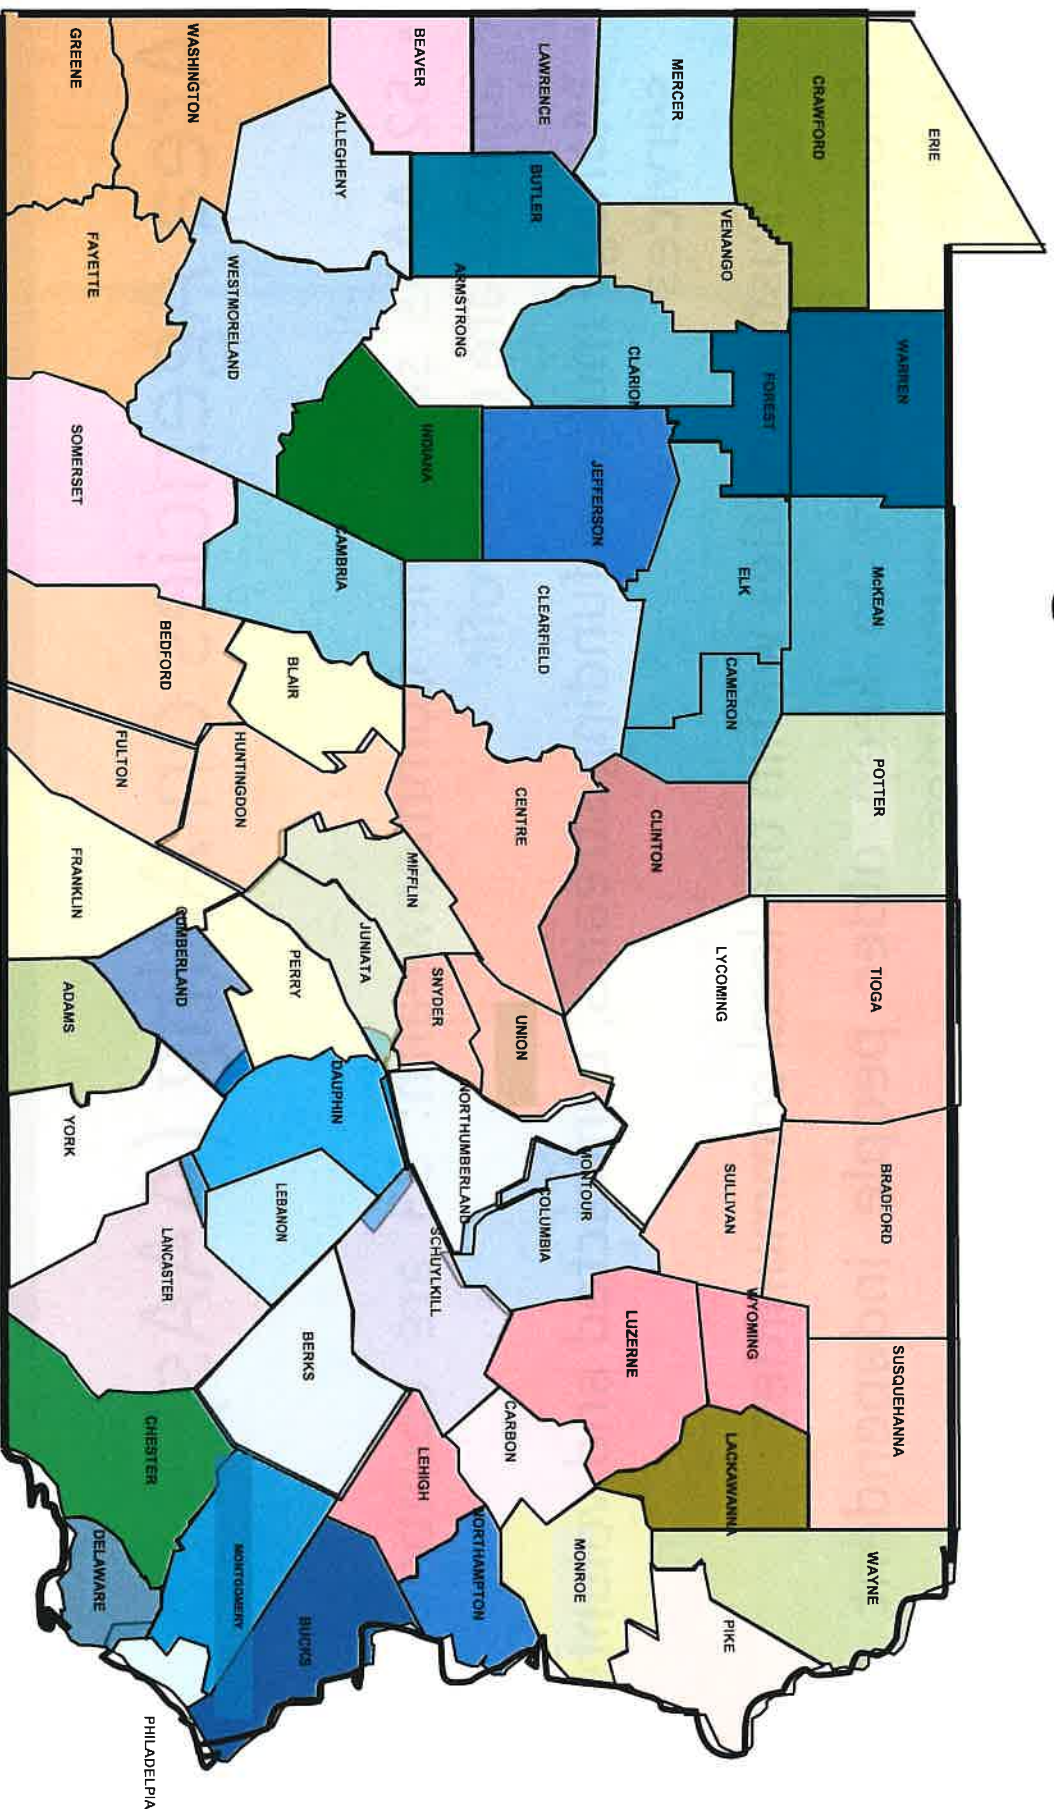 ERIE
CRAWFORD
WARREN
McKEAN
POTTER
TIOGA
BRADFORD
SUSQUEHANNA
WAYNE
MERCER
VENANGO
FOREST
ELK
CAMERON
CLINTON
LYCOMING
SULLIVAN
WYOMING
LACKAWANNA
PIKE
LAWRENCE
BUTLER
CLARION
JEFFERSON
CLEARFIELD
CENTRE
UNION
MONTOUR
COLUMBIA
LUZERNE
CARBON
MONROE
BEAVER
ARMSTRONG
INDIANA
MIFFLIN
SNYDER
NORTHUMBERLAND
SCHUYLKILL
LEHIGH
NORTHAMPTON
ALLEGHENY
WESTMORELAND
CAMBRIA
BLAIR
HUNTINGDON
JUNIATA
PERRY
DAUPHIN
LEBANON
BERKS
MONTGOMERY
BUCKS
WASHINGTON
GREENE
FAYETTE
SOMERSET
BEDFORD
FULTON
FRANKLIN
CUMBERLAND
ADAMS
YORK
LANCASTER
CHESTER
DELAWARE
PHILADELPIA